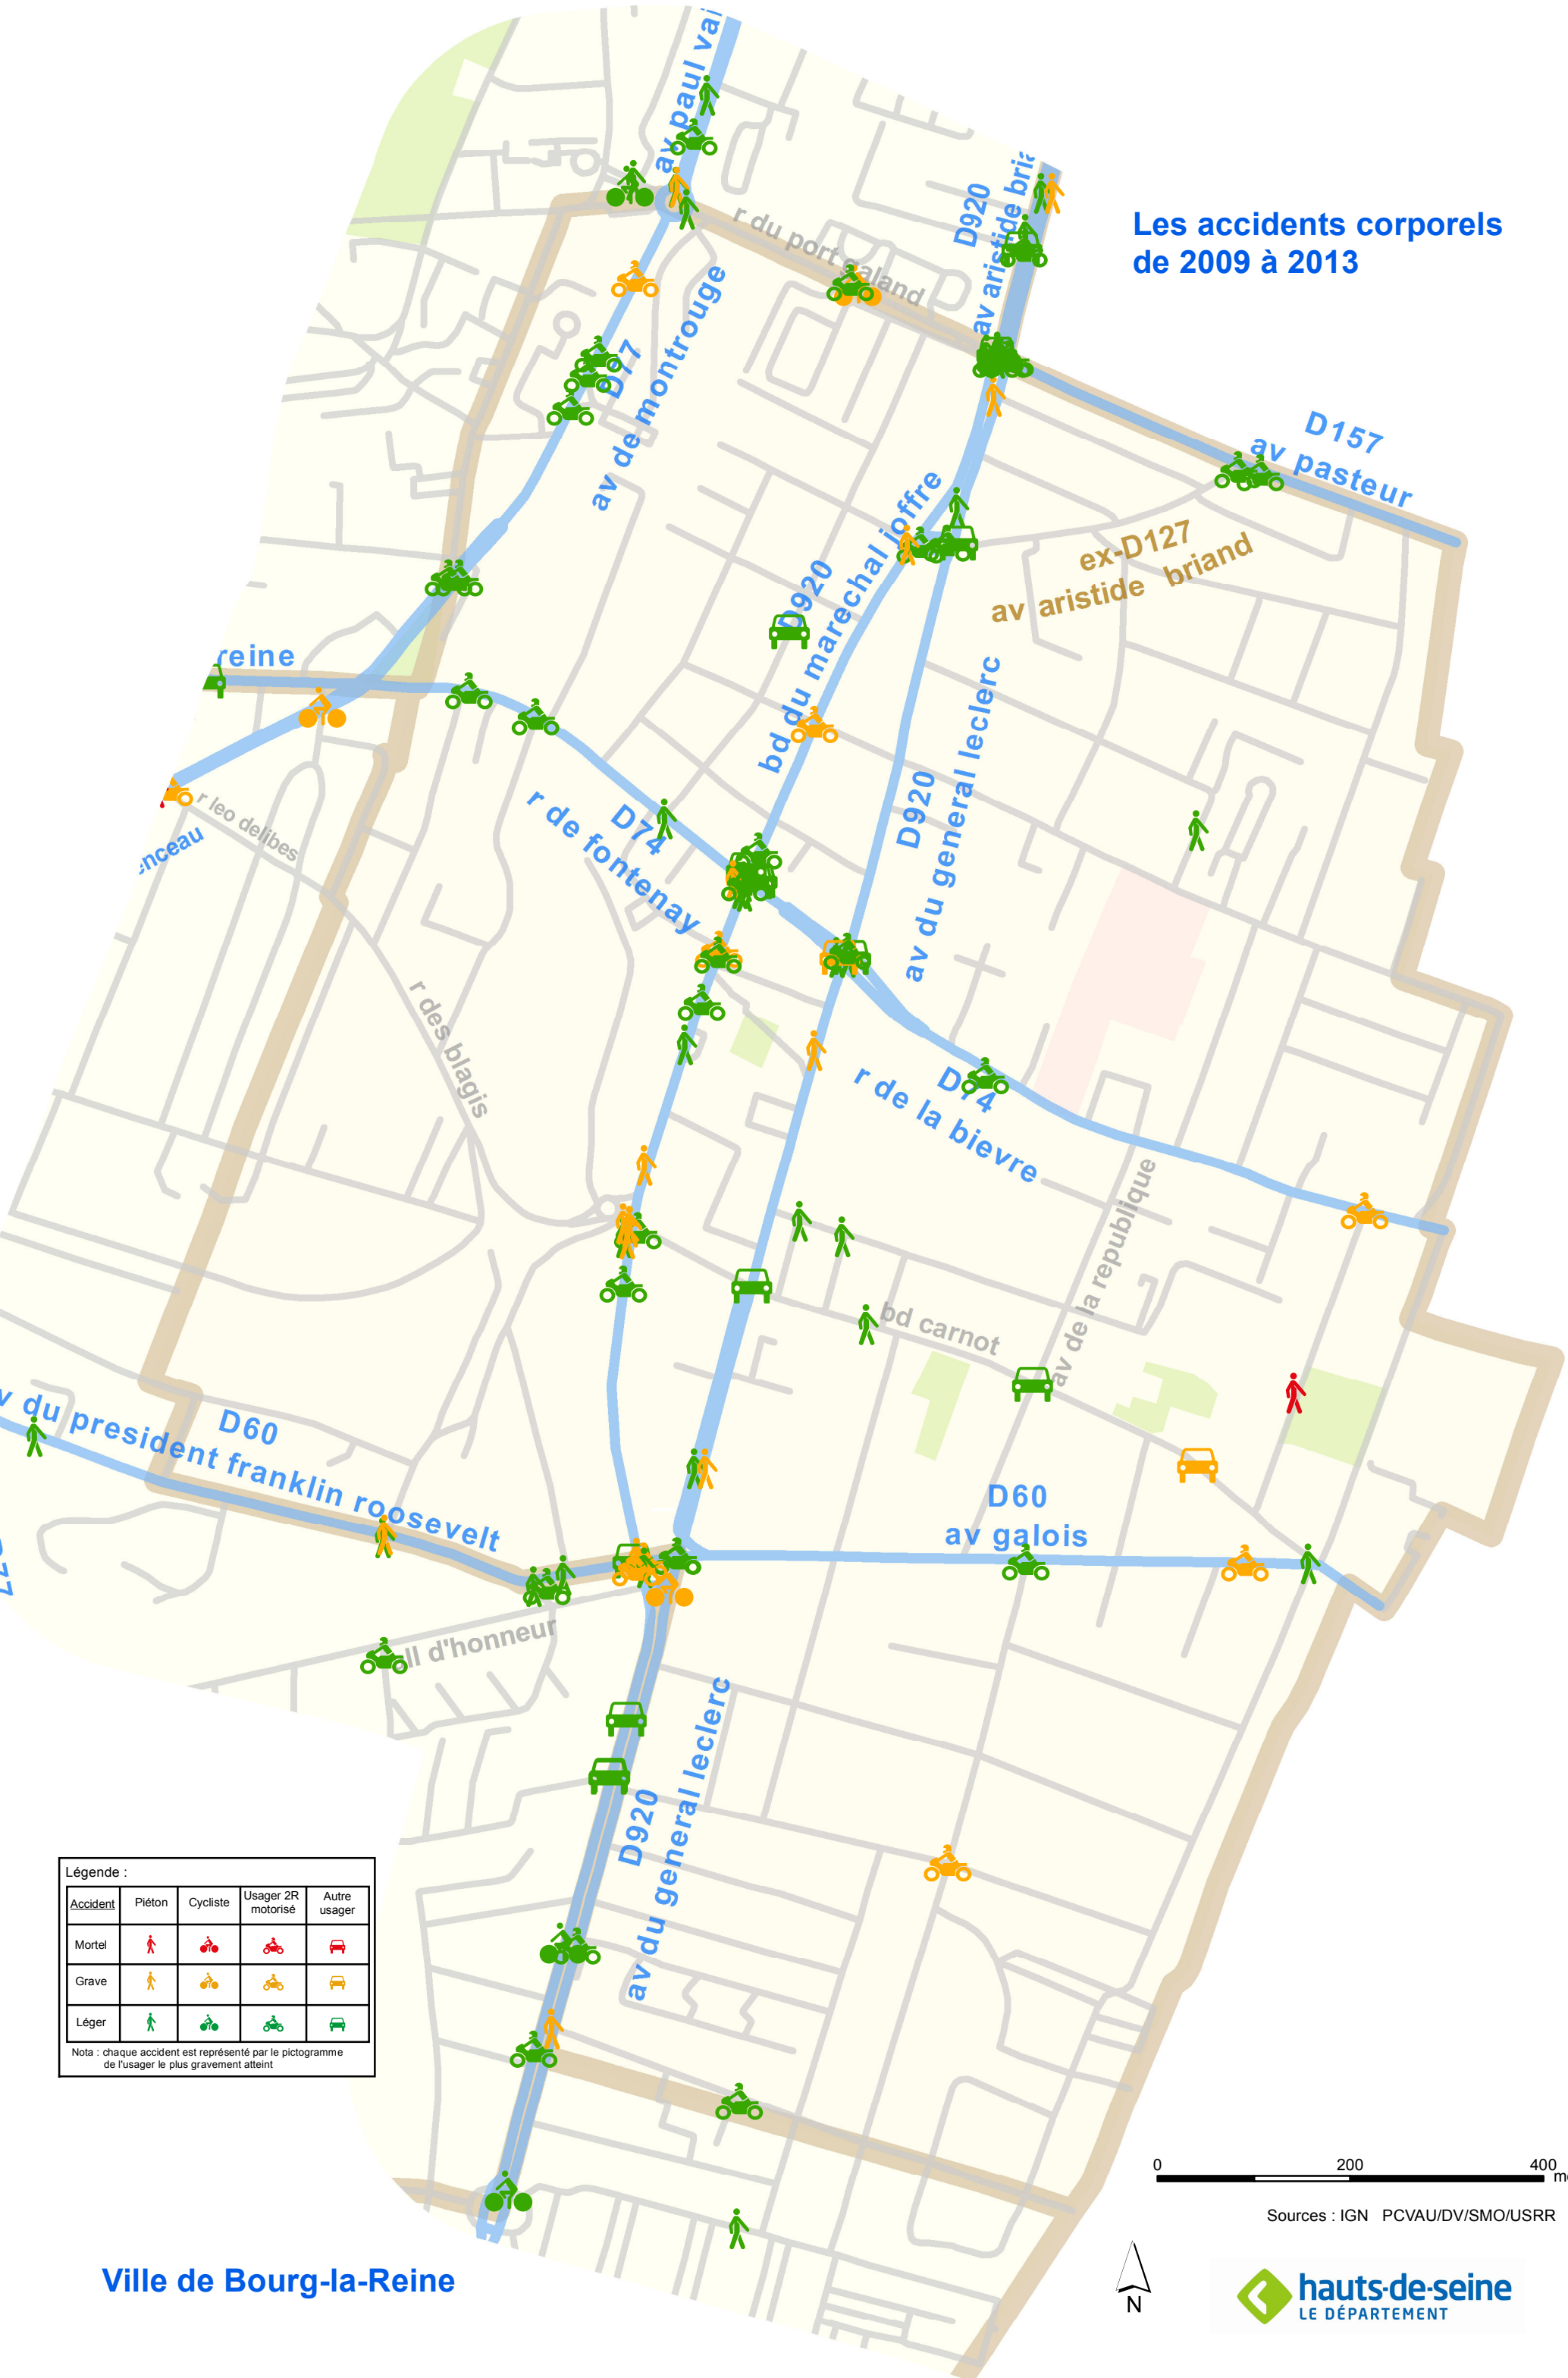 av paul vai
Les accidents corporels
de 2009 à 2013
D920
av aristide bria
r du port galand
D77
av de montrouge
D157
av pasteur
ex-D127
av aristide briand
D920
bd du marechal joffre
reine
D920
av du general leclerc
r leo delibes
enceau
D74
r de fontenay
r des blagis
D74
r de la bievre
av de la republique
bd carnot
D60
v du president franklin roosevelt
D60
av galois
D77
ll d'honneur
D920
av du general leclerc
Légende :
Accident
Piéton
Cycliste
Usager 2R
motorisé
Autre
usager
Mortel
Grave
Léger
Nota : chaque accident est représenté par le pictogramme
de l'usager le plus gravement atteint
0 200 400
m
Sources : IGN PCVAU/DV/SMO/USRR
N
Ville de Bourg-la-Reine
hauts-de-seine
LE DÉPARTEMENT